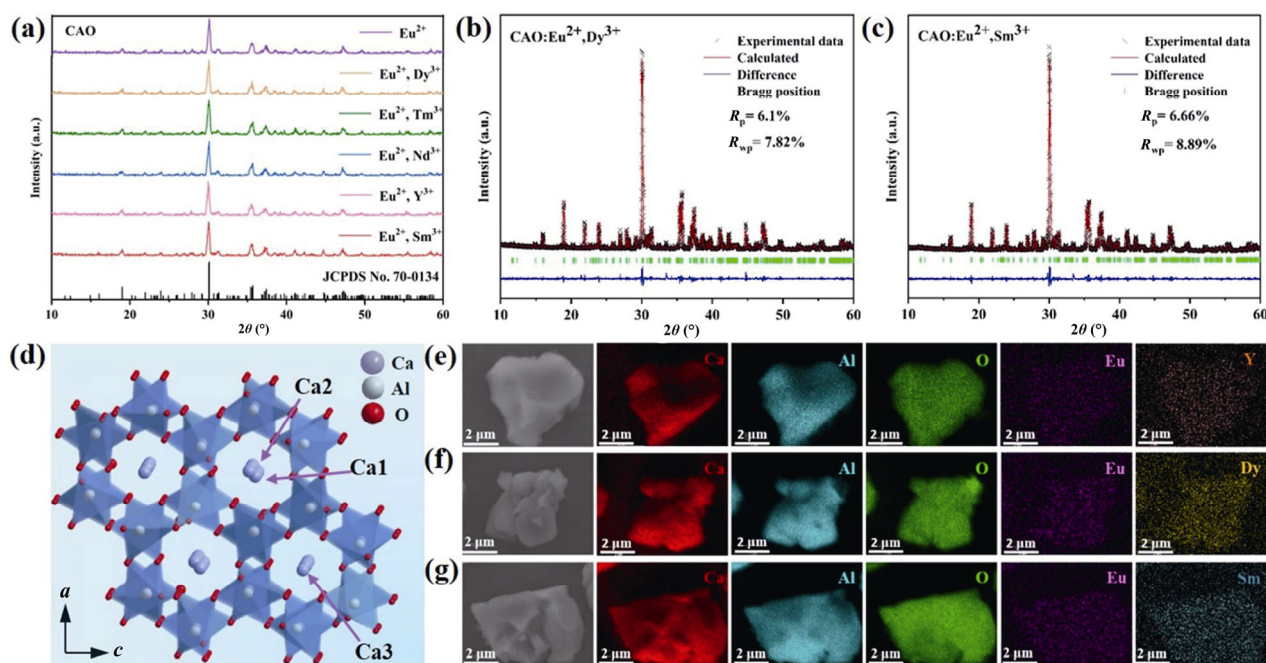 (a) CAO
Eu²⁺
Eu²⁺, Dy³⁺
Eu²⁺, Tm³⁺
Eu²⁺, Nd³⁺
Eu²⁺, Y³⁺
Eu²⁺, Sm³⁺
JCPDS No. 70-0134
Intensity (a.u.)
10 20 30 40 50 60
2θ (°)
(b)
CAO:Eu²⁺,Dy³⁺
Experimental data
Calculated
Difference
Bragg position
Rp= 6.1%
Rwp= 7.82%
Intensity (a.u.)
10 20 30 40 50 60
2θ (°)
(c)
CAO:Eu²⁺,Sm³⁺
Experimental data
Calculated
Difference
Bragg position
Rp= 6.66%
Rwp= 8.89%
Intensity (a.u.)
10 20 30 40 50 60
2θ (°)
(d)
Ca
Al
O
Ca2
Ca1
Ca3
a
c
(e) Ca Al O Eu Y
2 μm 2 μm 2 μm 2 μm 2 μm 2 μm
(f) Ca Al O Eu Dy
2 μm 2 μm 2 μm 2 μm 2 μm 2 μm
(g) Ca Al O Eu Sm
2 μm 2 μm 2 μm 2 μm 2 μm 2 μm